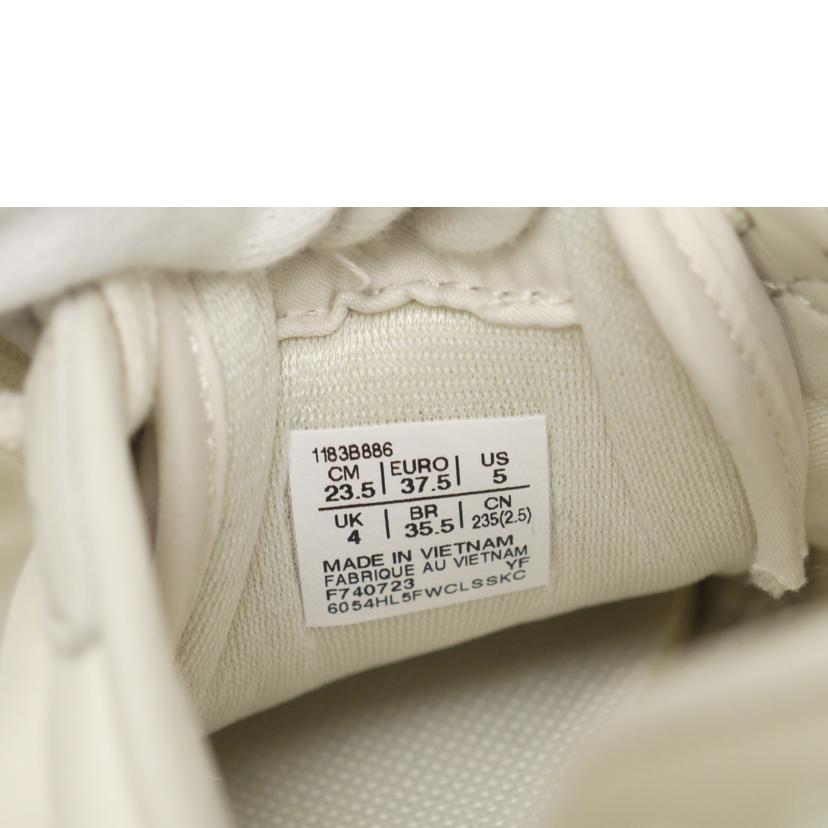 1183B886
CM EURO US
23.5 37.5 5
UK BR CN
4 35.5 235(2.5)
MADE IN VIETNAM
FABRIQUE AU VIETNAM
F740723 YF
6054HL5FWCLSSKC